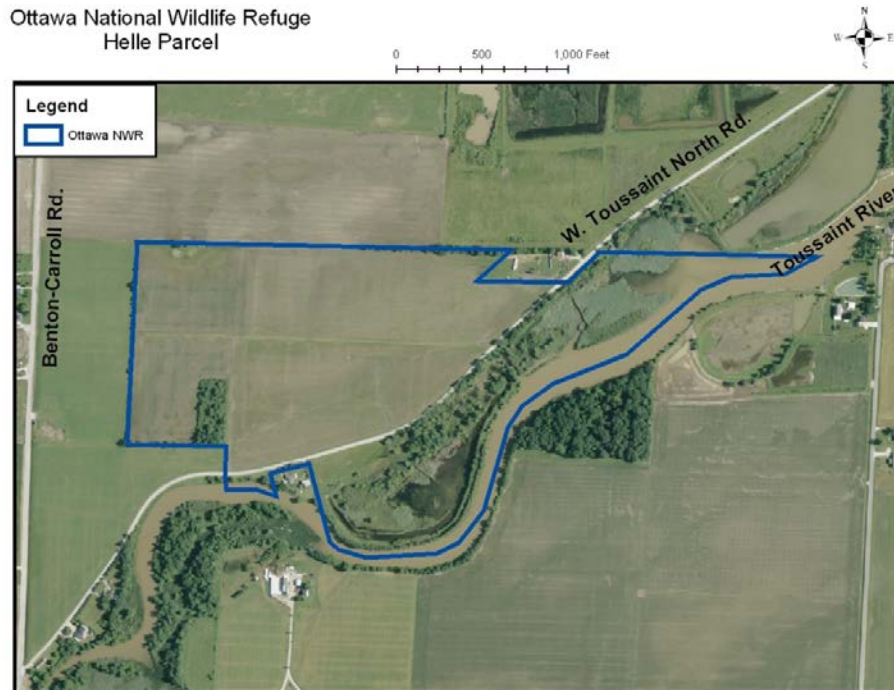 Ottawa National Wildlife Refuge
Helle Parcel
0 500 1,000 Feet
N
W E
S
Legend
Ottawa NWR
Benton-Carroll Rd.
W. Toussaint North Rd.
Toussaint River